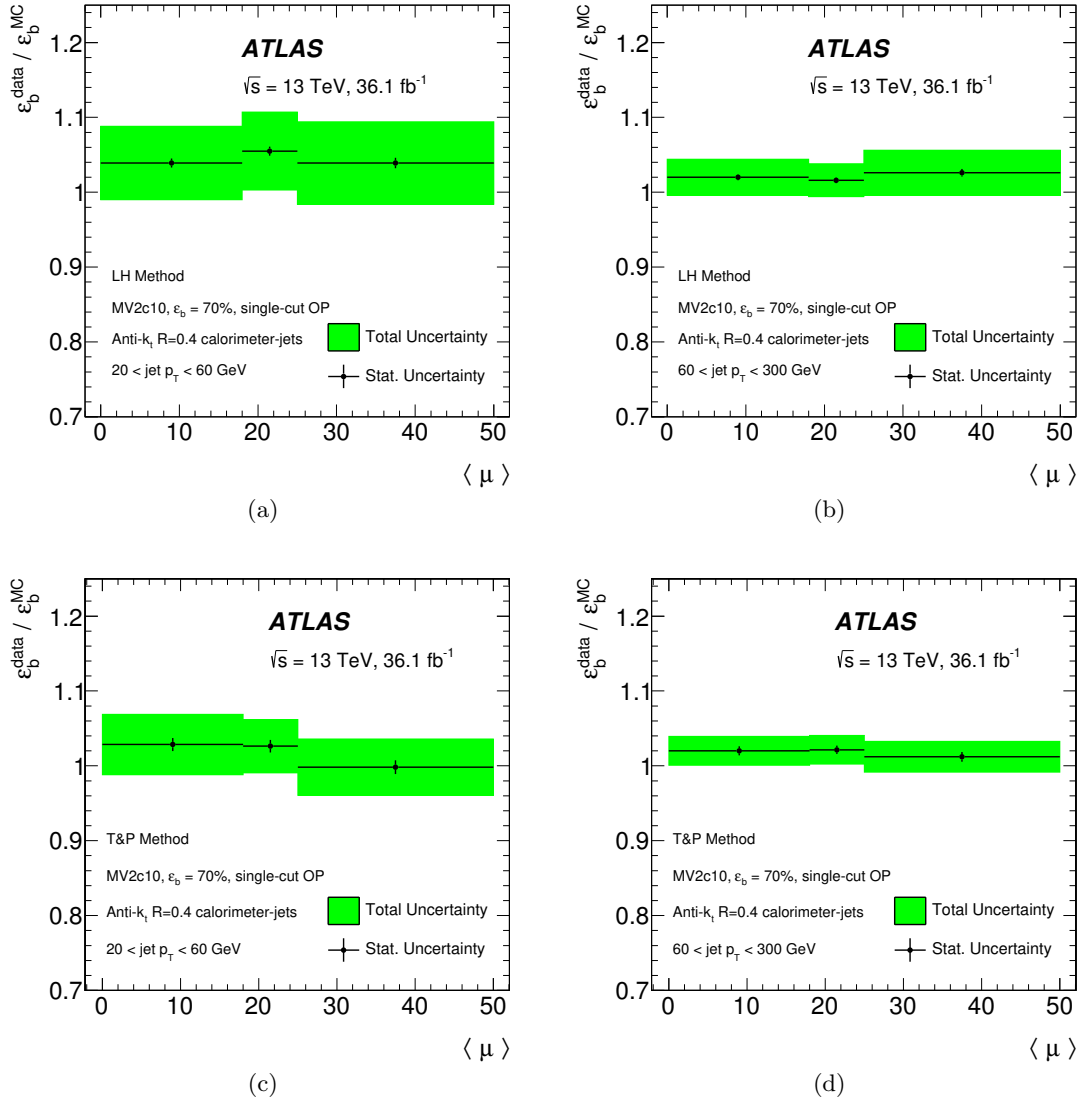 ε_b^data / ε_b^MC
ATLAS
√s = 13 TeV, 36.1 fb⁻¹
1.2
1.1
1
0.9
0.8
0.7
LH Method
MV2c10, ε_b = 70%, single-cut OP
Anti-k_t R=0.4 calorimeter-jets
20 < jet p_T < 60 GeV
Total Uncertainty
Stat. Uncertainty
0 10 20 30 40 50
⟨ μ ⟩
(a)
ε_b^data / ε_b^MC
ATLAS
√s = 13 TeV, 36.1 fb⁻¹
1.2
1.1
1
0.9
0.8
0.7
LH Method
MV2c10, ε_b = 70%, single-cut OP
Anti-k_t R=0.4 calorimeter-jets
60 < jet p_T < 300 GeV
Total Uncertainty
Stat. Uncertainty
0 10 20 30 40 50
⟨ μ ⟩
(b)
ε_b^data / ε_b^MC
ATLAS
√s = 13 TeV, 36.1 fb⁻¹
1.2
1.1
1
0.9
0.8
0.7
T&P Method
MV2c10, ε_b = 70%, single-cut OP
Anti-k_t R=0.4 calorimeter-jets
20 < jet p_T < 60 GeV
Total Uncertainty
Stat. Uncertainty
0 10 20 30 40 50
⟨ μ ⟩
(c)
ε_b^data / ε_b^MC
ATLAS
√s = 13 TeV, 36.1 fb⁻¹
1.2
1.1
1
0.9
0.8
0.7
T&P Method
MV2c10, ε_b = 70%, single-cut OP
Anti-k_t R=0.4 calorimeter-jets
60 < jet p_T < 300 GeV
Total Uncertainty
Stat. Uncertainty
0 10 20 30 40 50
⟨ μ ⟩
(d)